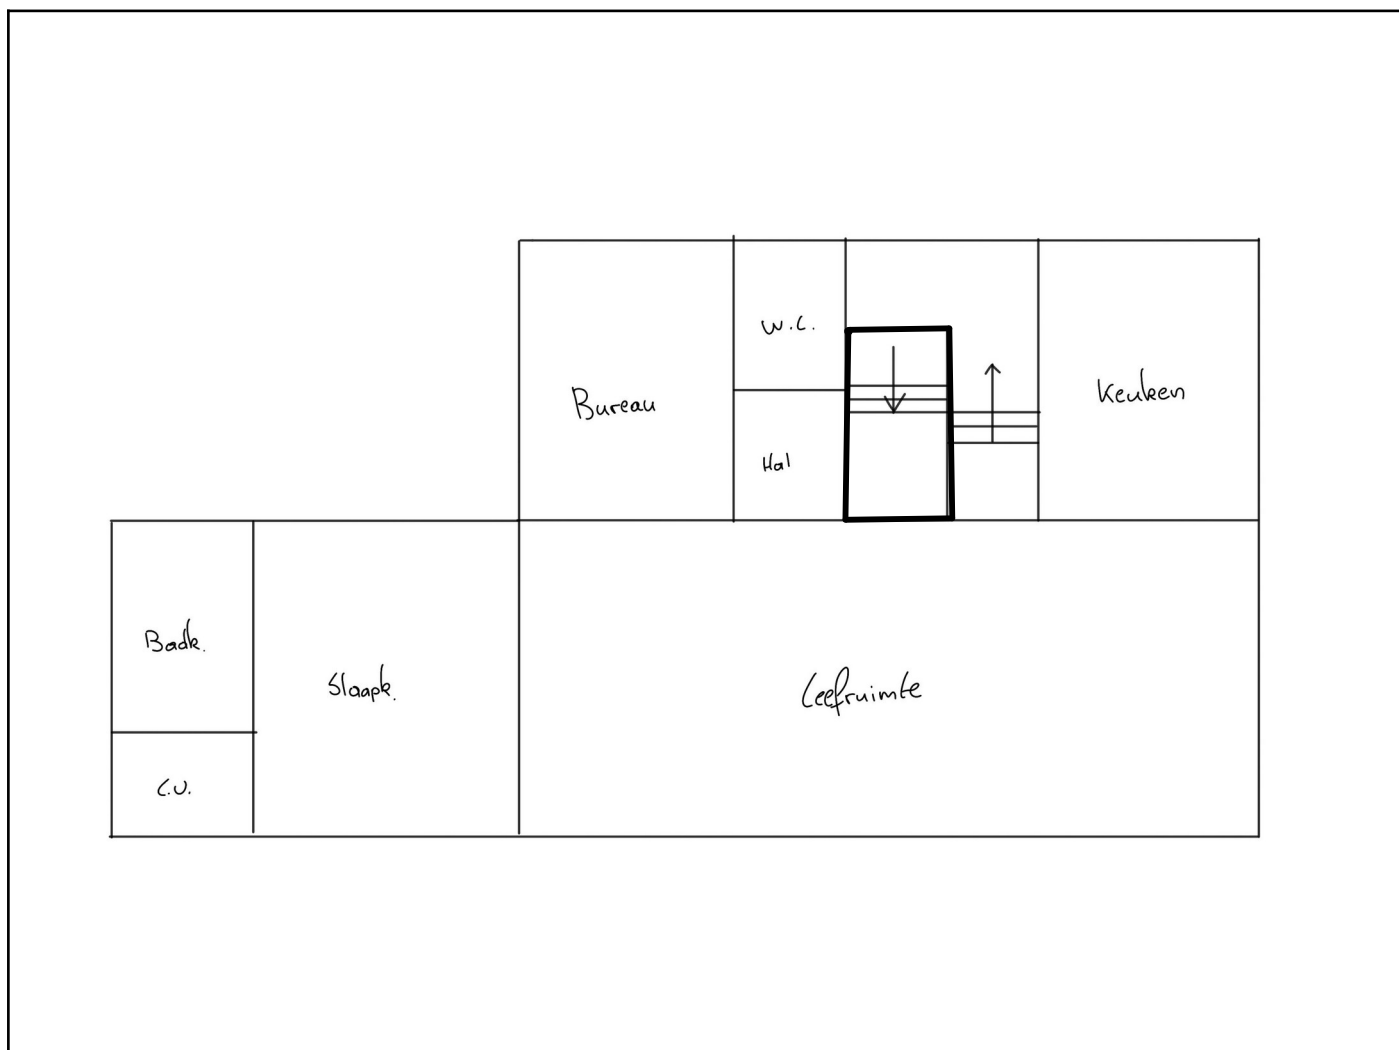 W.C.
Bureau
Keuken
Hal
Badk.
Slaapk.
Leefruimte
C.V.